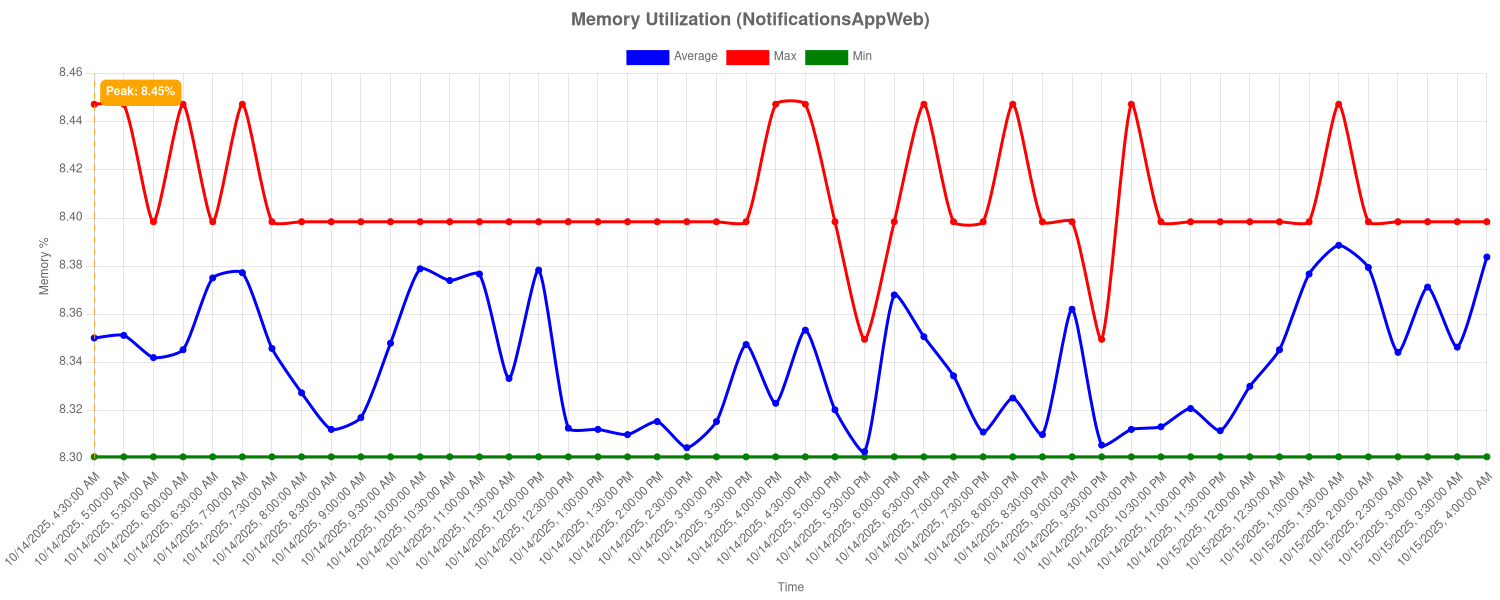 Memory Utilization (NotificationsAppWeb)
Average Max Min
Peak: 8.45%
8.46
8.44
8.42
8.40
8.38
8.36
8.34
8.32
8.30
Memory %
10/14/2025, 4:30:00 AM
10/14/2025, 5:00:00 AM
10/14/2025, 5:30:00 AM
10/14/2025, 6:00:00 AM
10/14/2025, 6:30:00 AM
10/14/2025, 7:00:00 AM
10/14/2025, 7:30:00 AM
10/14/2025, 8:00:00 AM
10/14/2025, 8:30:00 AM
10/14/2025, 9:00:00 AM
10/14/2025, 9:30:00 AM
10/14/2025, 10:00:00 AM
10/14/2025, 10:30:00 AM
10/14/2025, 11:00:00 AM
10/14/2025, 11:30:00 AM
10/14/2025, 12:00:00 PM
10/14/2025, 12:30:00 PM
10/14/2025, 1:00:00 PM
10/14/2025, 1:30:00 PM
10/14/2025, 2:00:00 PM
10/14/2025, 2:30:00 PM
10/14/2025, 3:00:00 PM
10/14/2025, 3:30:00 PM
10/14/2025, 4:00:00 PM
10/14/2025, 4:30:00 PM
10/14/2025, 5:00:00 PM
10/14/2025, 5:30:00 PM
10/14/2025, 6:00:00 PM
10/14/2025, 6:30:00 PM
10/14/2025, 7:00:00 PM
10/14/2025, 7:30:00 PM
10/14/2025, 8:00:00 PM
10/14/2025, 8:30:00 PM
10/14/2025, 9:00:00 PM
10/14/2025, 9:30:00 PM
10/14/2025, 10:00:00 PM
10/14/2025, 10:30:00 PM
10/14/2025, 11:00:00 PM
10/14/2025, 11:30:00 PM
10/15/2025, 12:00:00 AM
10/15/2025, 12:30:00 AM
10/15/2025, 1:00:00 AM
10/15/2025, 1:30:00 AM
10/15/2025, 2:00:00 AM
10/15/2025, 2:30:00 AM
10/15/2025, 3:00:00 AM
10/15/2025, 3:30:00 AM
10/15/2025, 4:00:00 AM
Time